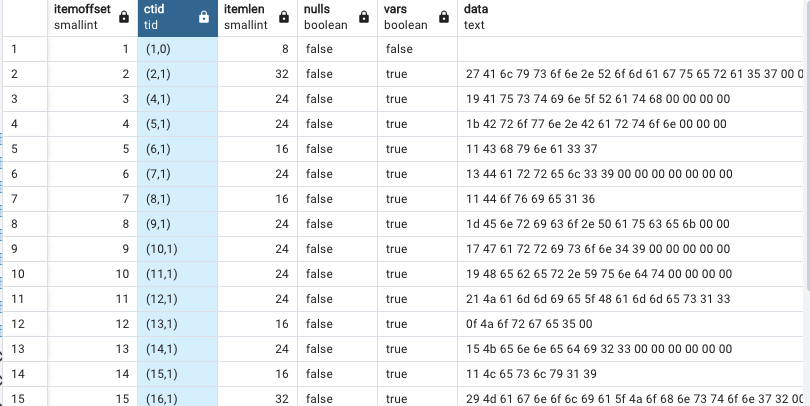 itemoffset ctid itemlen nulls vars data
smallint tid smallint boolean boolean text
1 1 (1,0) 8 false false
2 2 (2,1) 32 false true 27 41 6c 79 73 6f 6e 2e 52 6f 6d 61 67 75 65 72 61 35 37 00 0
3 3 (4,1) 24 false true 19 41 75 73 74 69 6e 5f 52 61 74 68 00 00 00 00
4 4 (5,1) 24 false true 1b 42 72 6f 77 6e 2e 42 61 72 74 6f 6e 00 00 00
5 5 (6,1) 16 false true 11 43 68 79 6e 61 33 37
6 6 (7,1) 24 false true 13 44 61 72 72 65 6c 33 39 00 00 00 00 00 00 00
7 7 (8,1) 16 false true 11 44 6f 76 69 65 31 36
8 8 (9,1) 24 false true 1d 45 6e 72 69 63 6f 2e 50 61 75 63 65 6b 00 00
9 9 (10,1) 24 false true 17 47 61 72 72 69 73 6f 6e 34 39 00 00 00 00 00
10 10 (11,1) 24 false true 19 48 65 62 65 72 2e 59 75 6e 64 74 00 00 00 00
11 11 (12,1) 24 false true 21 4a 61 6d 6d 69 65 5f 48 61 6d 6d 65 73 31 33
12 12 (13,1) 16 false true 0f 4a 6f 72 67 65 35 00
13 13 (14,1) 24 false true 15 4b 65 6e 6e 65 64 69 32 33 00 00 00 00 00 00
14 14 (15,1) 16 false true 11 4c 65 73 6c 79 31 39
15 15 (16,1) 32 false true 29 4d 61 67 6e 6f 6c 69 61 5f 4a 6f 68 6e 73 74 6f 6e 37 32 00